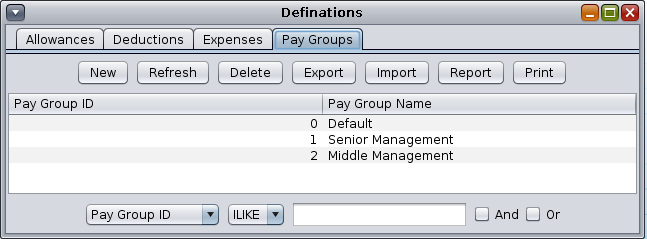 Definations
Allowances Deductions Expenses Pay Groups
New Refresh Delete Export Import Report Print
Pay Group ID Pay Group Name
0 Default
1 Senior Management
2 Middle Management
Pay Group ID ILIKE And Or